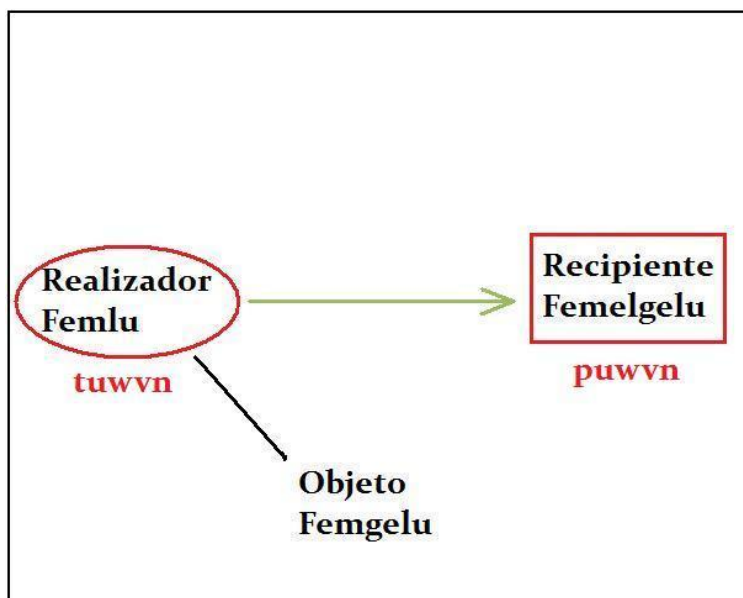 Realizador
Femlu
tuwvn
Recipiente
Femelgelu
puwvn
Objeto
Femgelu